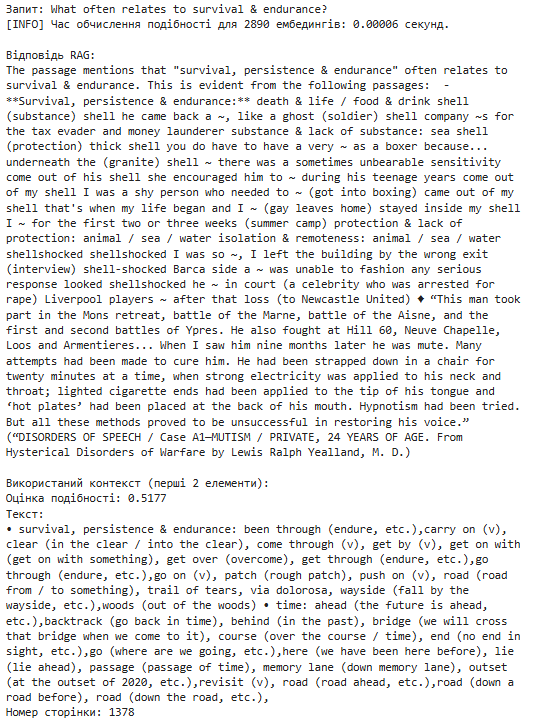 Запит: What often relates to survival & endurance?
[INFO] Час обчислення подібності для 2890 ембедингів: 0.00006 секунд.

Відповідь RAG:
The passage mentions that "survival, persistence & endurance" often relates to
survival & endurance. This is evident from the following passages:  -
**Survival, persistence & endurance:** death & life / food & drink shell
(substance) shell he came back a ~, like a ghost (soldier) shell company ~s for
the tax evader and money launderer substance & lack of substance: sea shell
(protection) thick shell you do have to have a very ~ as a boxer because...
underneath the (granite) shell ~ there was a sometimes unbearable sensitivity
come out of his shell she encouraged him to ~ during his teenage years come out
of my shell I was a shy person who needed to ~ (got into boxing) came out of my
shell that's when my life began and I ~ (gay leaves home) stayed inside my shell
I ~ for the first two or three weeks (summer camp) protection & lack of
protection: animal / sea / water isolation & remoteness: animal / sea / water
shellshocked shellshocked I was so ~, I left the building by the wrong exit
(interview) shell-shocked Barca side a ~ was unable to fashion any serious
response looked shellshocked he ~ in court (a celebrity who was arrested for
rape) Liverpool players ~ after that loss (to Newcastle United) ♦ “This man took
part in the Mons retreat, battle of the Marne, battle of the Aisne, and the
first and second battles of Ypres. He also fought at Hill 60, Neuve Chapelle,
Loos and Armentieres... When I saw him nine months later he was mute. Many
attempts had been made to cure him. He had been strapped down in a chair for
twenty minutes at a time, when strong electricity was applied to his neck and
throat; lighted cigarette ends had been applied to the tip of his tongue and
‘hot plates’ had been placed at the back of his mouth. Hypnotism had been tried.
But all these methods proved to be unsuccessful in restoring his voice.”
(“DISORDERS OF SPEECH / Case A1—MUTISM / PRIVATE, 24 YEARS OF AGE. From
Hysterical Disorders of Warfare by Lewis Ralph Yealland, M. D.)

Використаний контекст (перші 2 елементи):
Оцінка подібності: 0.5177
Текст:
• survival, persistence & endurance: been through (endure, etc.),carry on (v),
clear (in the clear / into the clear), come through (v), get by (v), get on with
(get on with something), get over (overcome), get through (endure, etc.),go
through (endure, etc.),go on (v), patch (rough patch), push on (v), road (road
from / to something), trail of tears, via dolorosa, wayside (fall by the
wayside, etc.),woods (out of the woods) • time: ahead (the future is ahead,
etc.),backtrack (go back in time), behind (in the past), bridge (we will cross
that bridge when we come to it), course (over the course / time), end (no end in
sight, etc.),go (where are we going, etc.),here (we have been here before), lie
(lie ahead), passage (passage of time), memory lane (down memory lane), outset
(at the outset of 2020, etc.),revisit (v), road (road ahead, etc.),road (down a
road before), road (down the road, etc.),
Номер сторінки: 1378